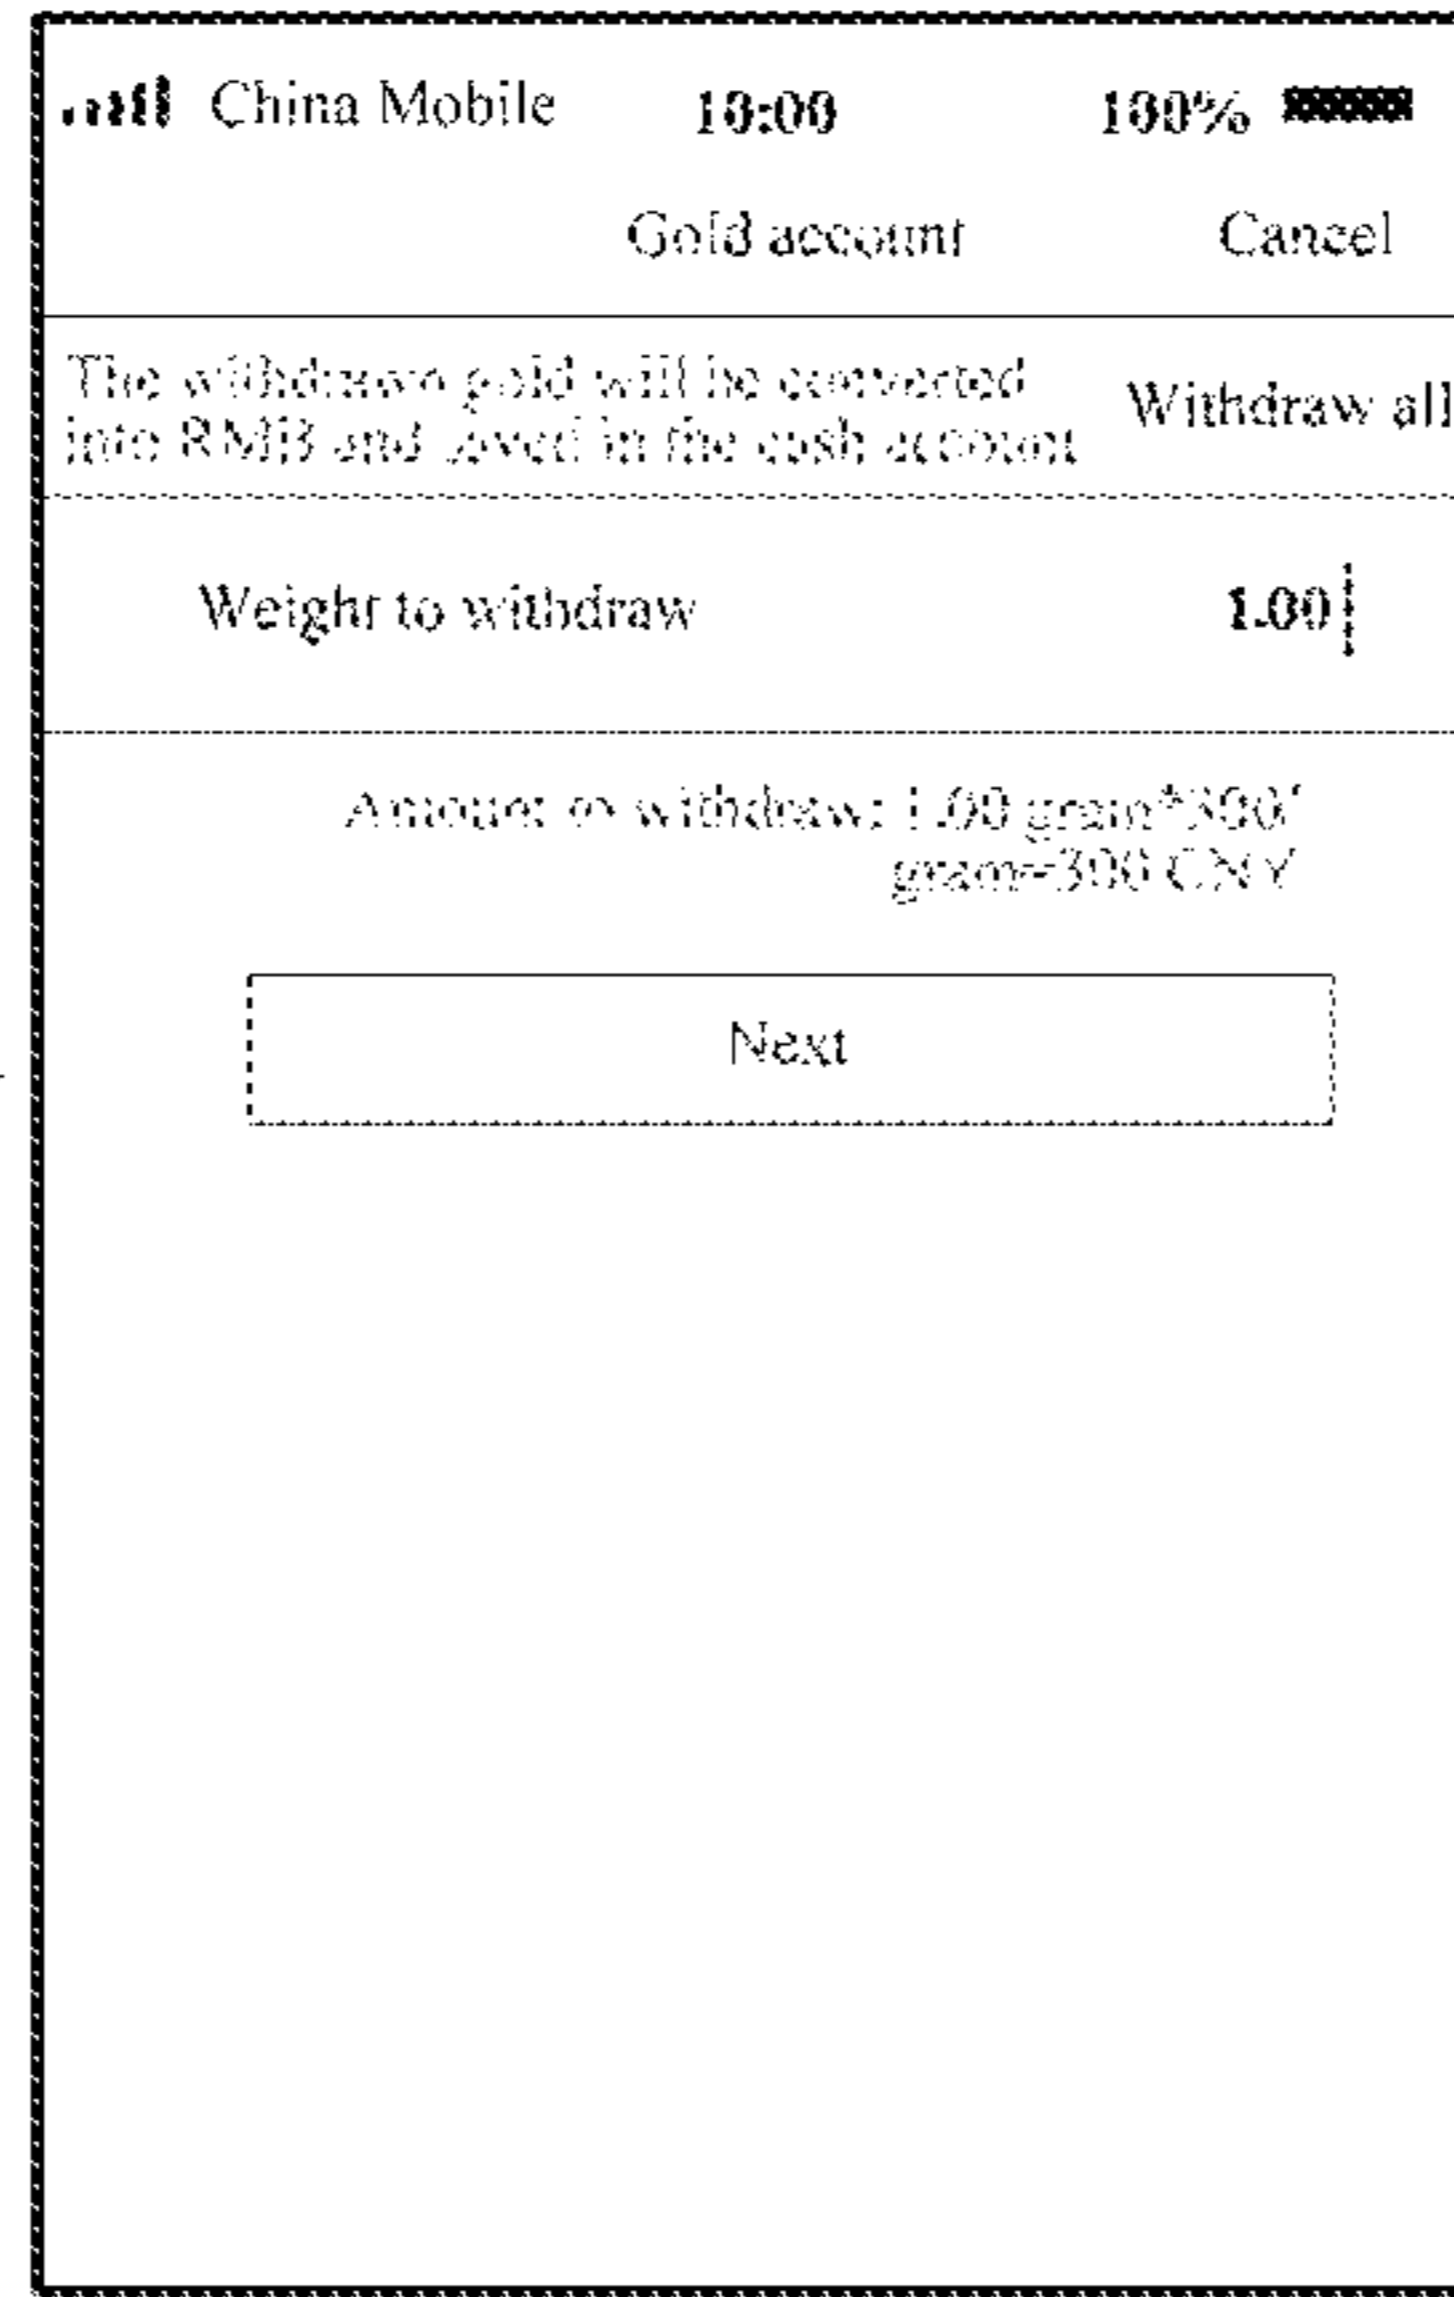 China Mobile 10:00 100%
Gold account Cancel
The withdrawn gold will be converted
into RMB and saved in the cash account
Withdraw all
Weight to withdraw 1.00
Amount to withdraw: 1.00 gram*300/
gram=300 CNY
Next